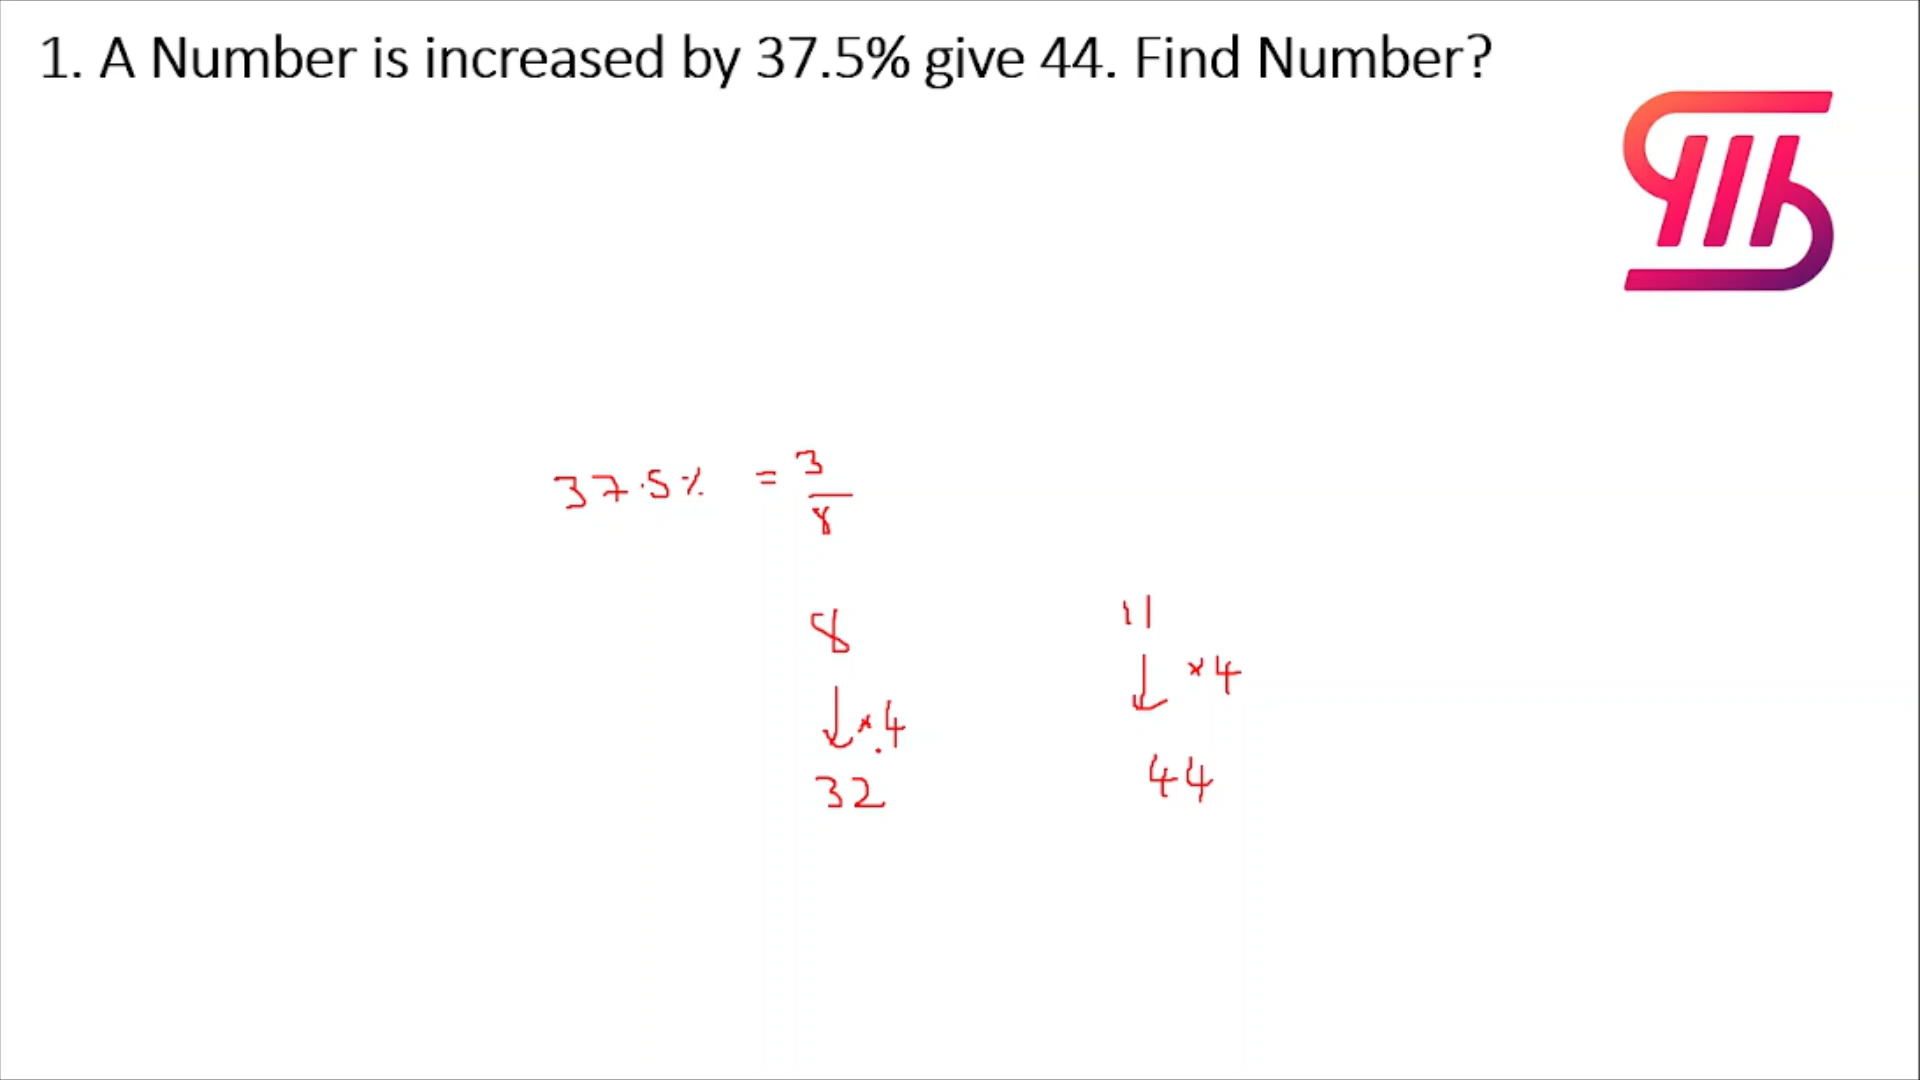 1. A Number is increased by 37.5% give 44. Find Number?
37.5% = 3/8
8 11
↓×4 ↓ ×4
32 44